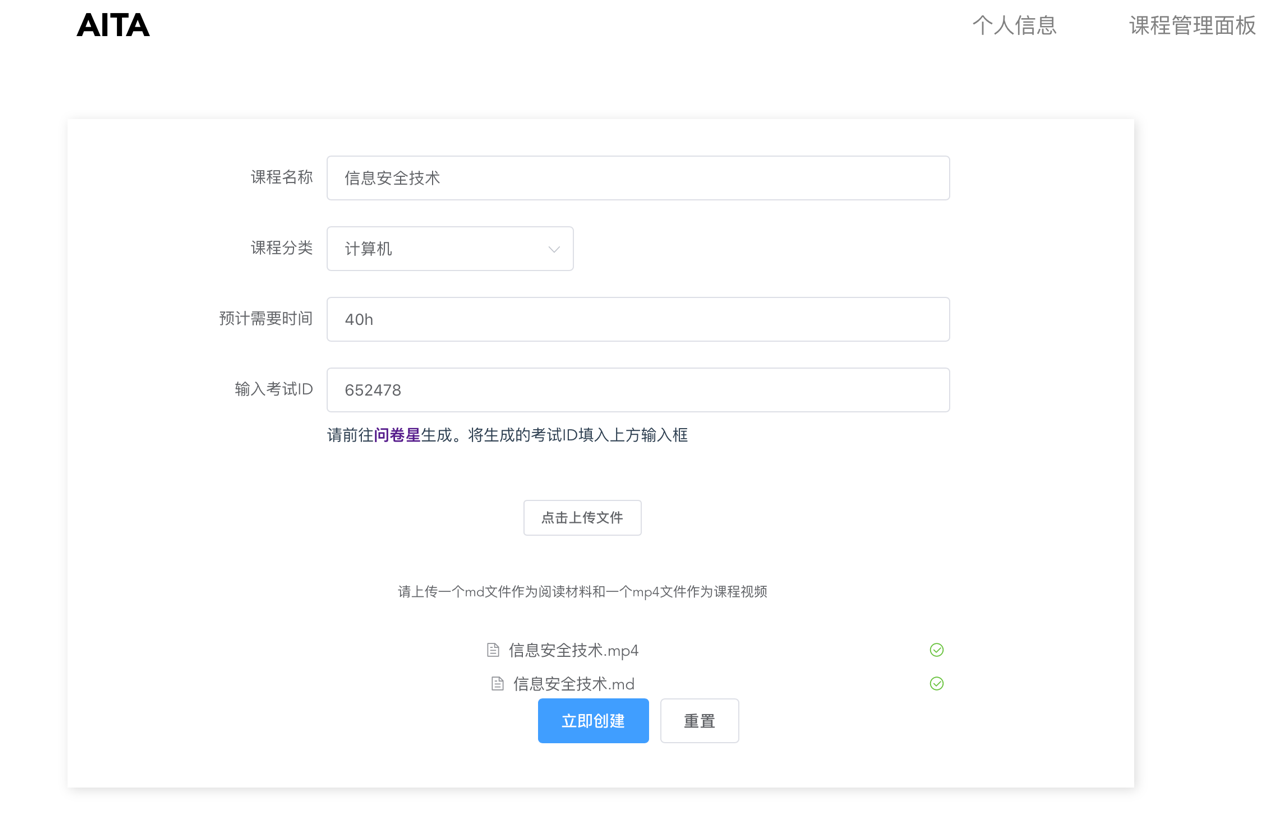 AITA 个人信息 课程管理面板
课程名称 信息安全技术
课程分类 计算机
预计需要时间 40h
输入考试ID 652478
请前往问卷星生成。将生成的考试ID填入上方输入框
点击上传文件
请上传一个md文件作为阅读材料和一个mp4文件作为课程视频
信息安全技术.mp4
信息安全技术.md
立即创建 重置